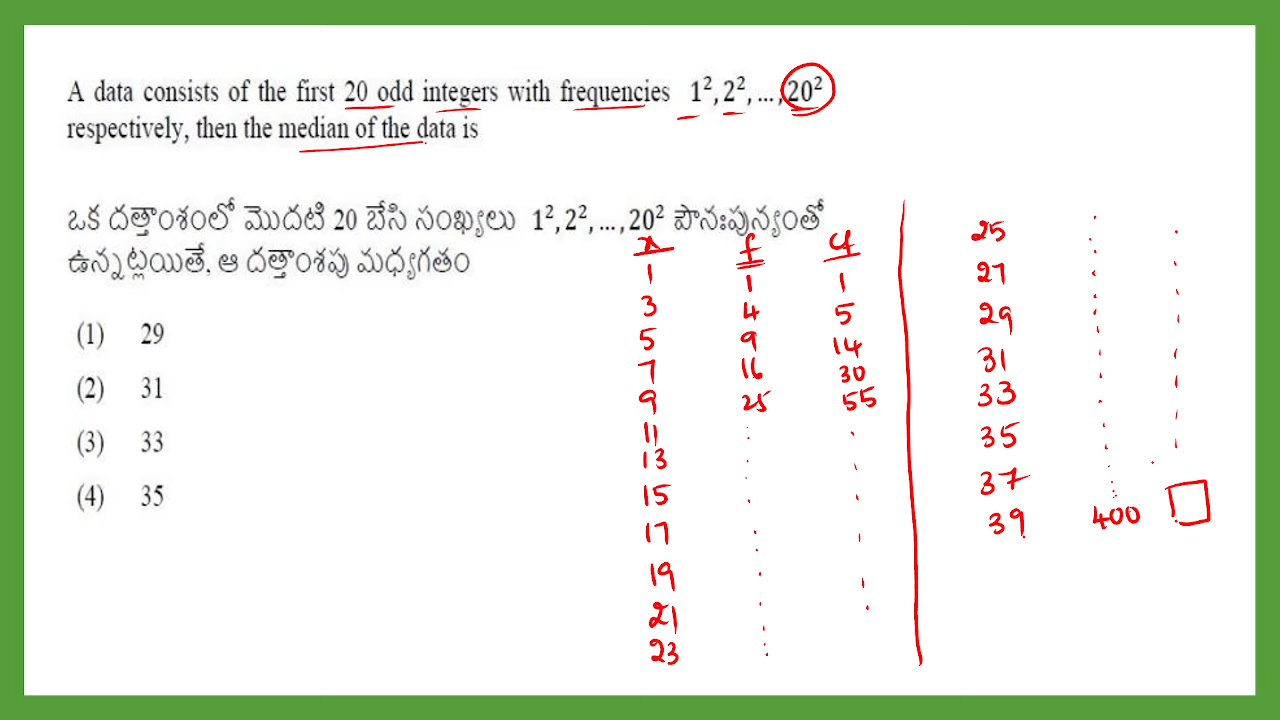 A data consists of the first 20 odd integers with frequencies 1², 2², ..., 20²
respectively, then the median of the data is
ఒక దత్తాంశంలో మొదటి 20 బేసి సంఖ్యలు 1², 2², ..., 20² పౌనఃపున్యంతో
ఉన్నట్లయితే, ఆ దత్తాంశపు మధ్యగతం
(1) 29
(2) 31
(3) 33
(4) 35
x f cf
1 1 1
3 4 5
5 9 14
7 16 30
9 25 55
11
13
15
17
19
21
23
25
27
29
31
33
35
37
39 400